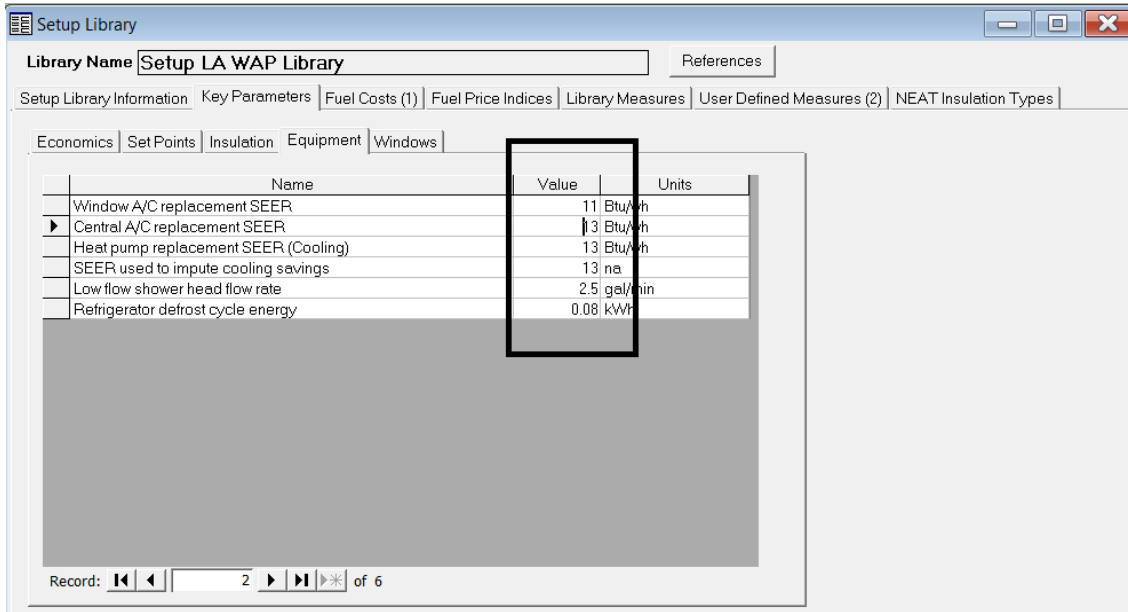 Setup Library
Library Name Setup LA WAP Library References
Setup Library Information Key Parameters Fuel Costs (1) Fuel Price Indices Library Measures User Defined Measures (2) NEAT Insulation Types
Economics Set Points Insulation Equipment Windows
Name Value Units
Window A/C replacement SEER 11 Btu/wh
Central A/C replacement SEER 13 Btu/wh
Heat pump replacement SEER (Cooling) 13 Btu/wh
SEER used to impute cooling savings 13 na
Low flow shower head flow rate 2.5 gal/min
Refrigerator defrost cycle energy 0.08 kWh
Record: 2 of 6